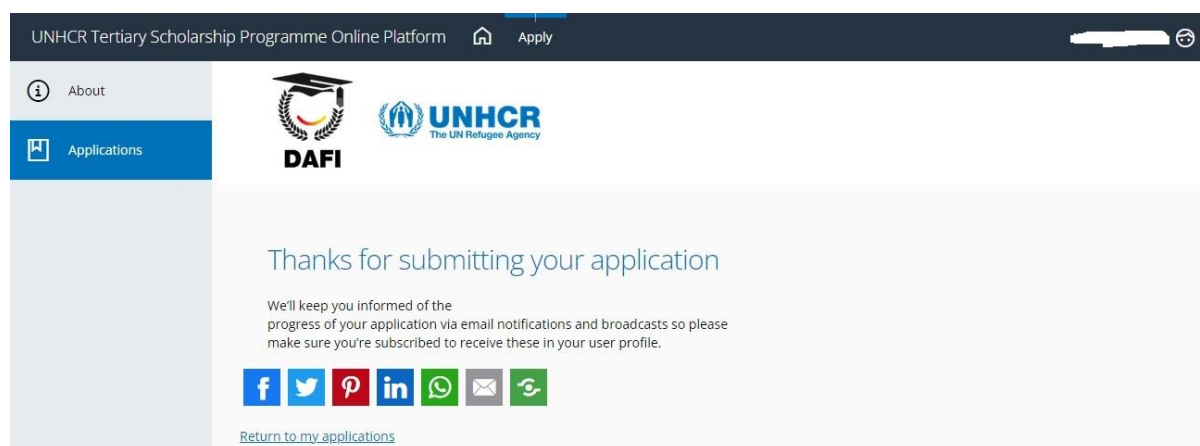 UNHCR Tertiary Scholarship Programme Online Platform Apply
About
Applications
DAFI
UNHCR
The UN Refugee Agency
Thanks for submitting your application
We'll keep you informed of the
progress of your application via email notifications and broadcasts so please
make sure you're subscribed to receive these in your user profile.
Return to my applications